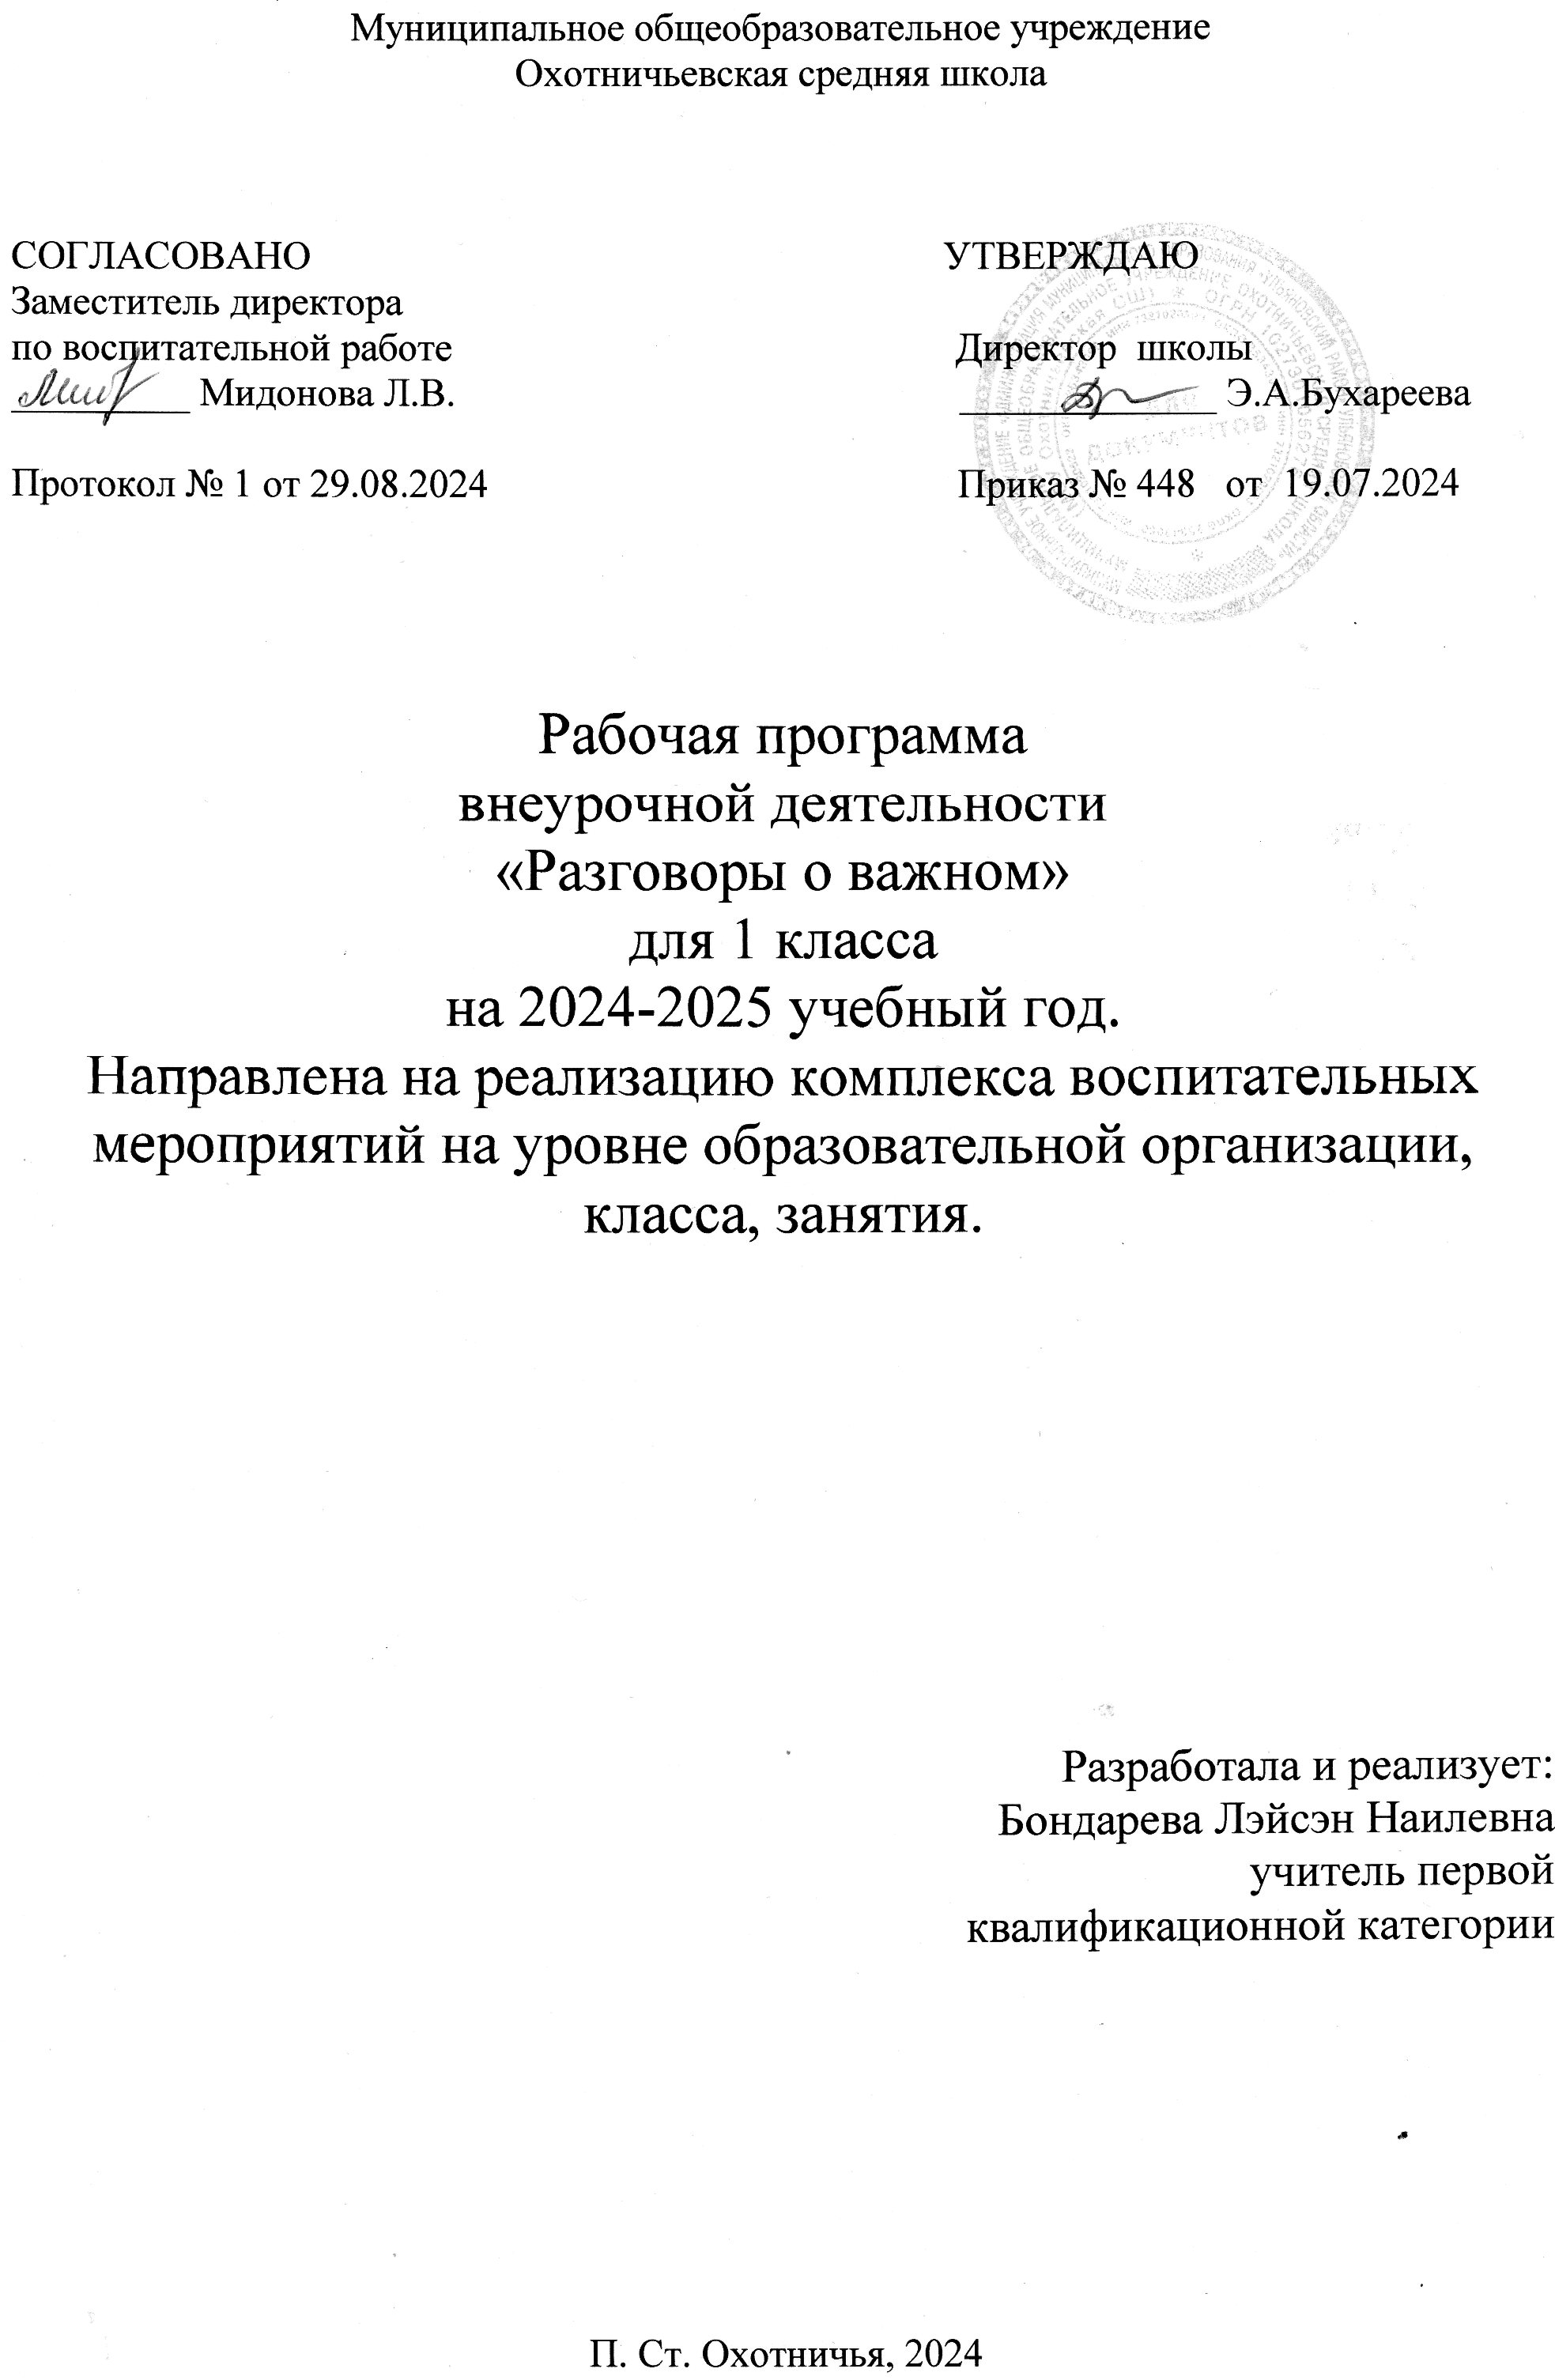 Муниципальное общеобразовательное учреждение
Охотничьевская средняя школа
СОГЛАСОВАНО
Заместитель директора
по воспитательной работе
Мидонова Л.В.
Протокол № 1 от 29.08.2024
УТВЕРЖДАЮ
Директор школы
Э.А.Бухареева
Приказ № 448 от 19.07.2024
ДОКУМЕНТОВ
Рабочая программа
внеурочной деятельности
«Разговоры о важном»
для 1 класса
на 2024-2025 учебный год.
Направлена на реализацию комплекса воспитательных
мероприятий на уровне образовательной организации,
класса, занятия.
Разработала и реализует:
Бондарева Лэйсэн Наилевна
учитель первой
квалификационной категории
П. Ст. Охотничья, 2024